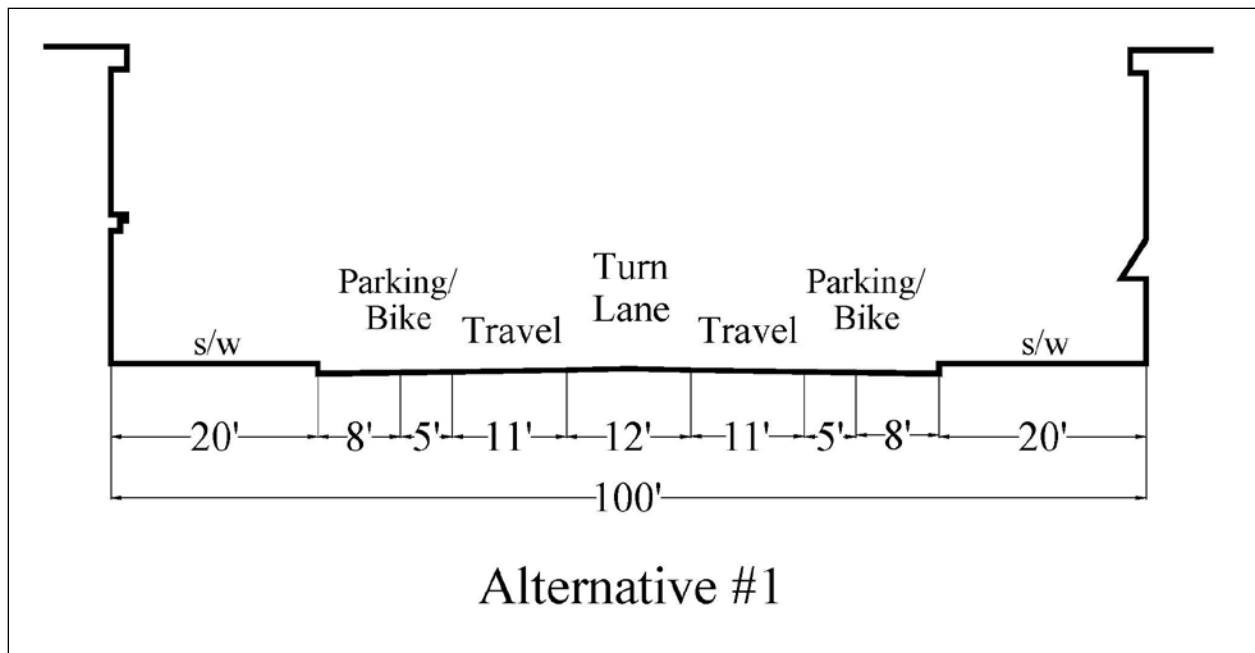 Parking/
Bike
Travel
Turn
Lane
Travel
Parking/
Bike
s/w
s/w
20'
8'
5'
11'
12'
11'
5'
8'
20'
100'
Alternative #1